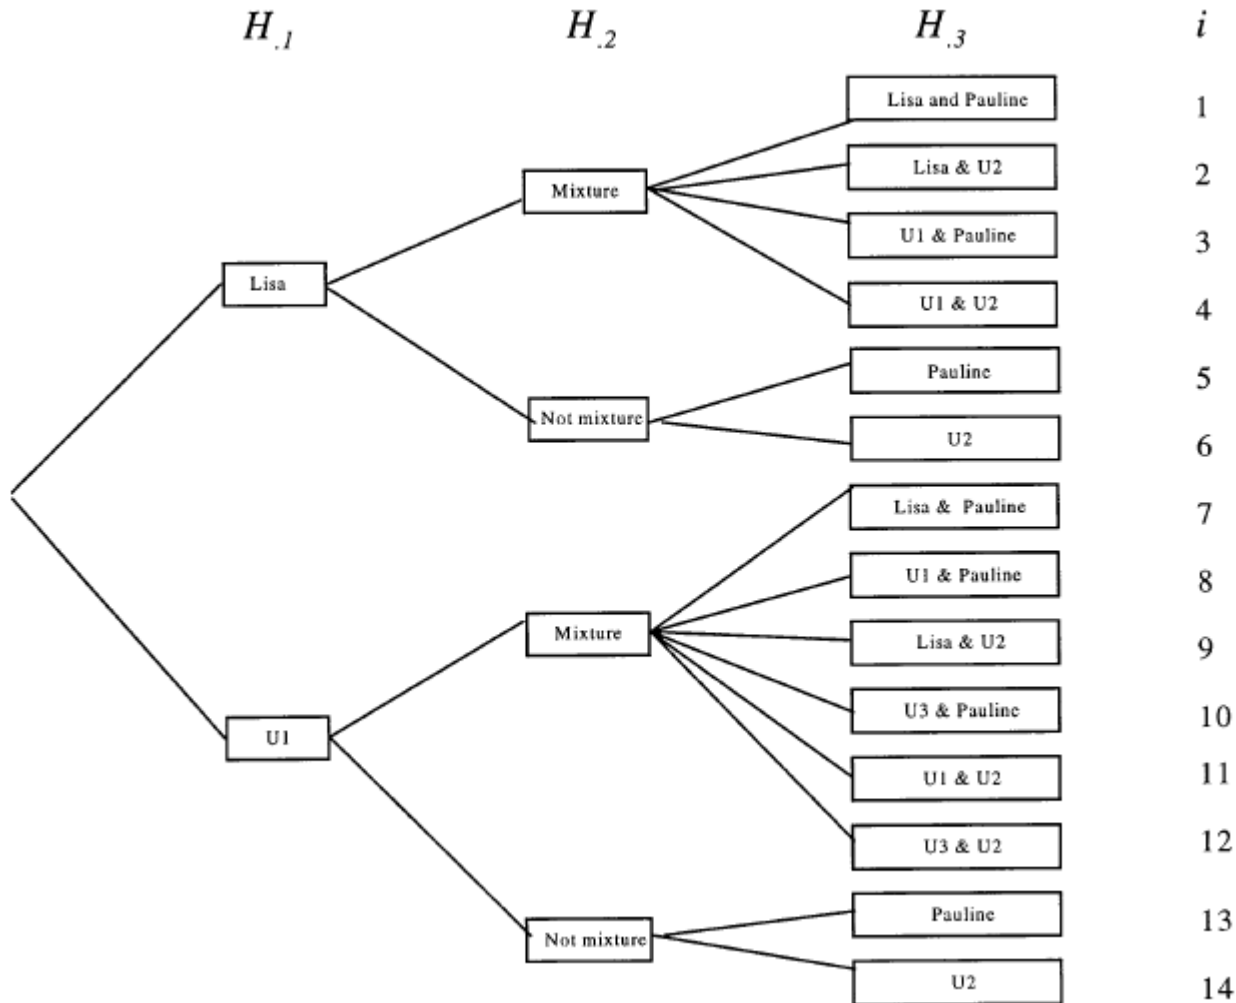 H.1 H.2 H.3 i
Lisa and Pauline 1
Lisa & U2 2
Mixture
U1 & Pauline 3
Lisa
U1 & U2 4
Pauline 5
Not mixture
U2 6
Lisa & Pauline 7
U1 & Pauline 8
Mixture
Lisa & U2 9
U3 & Pauline 10
U1
U1 & U2 11
U3 & U2 12
Pauline 13
Not mixture
U2 14